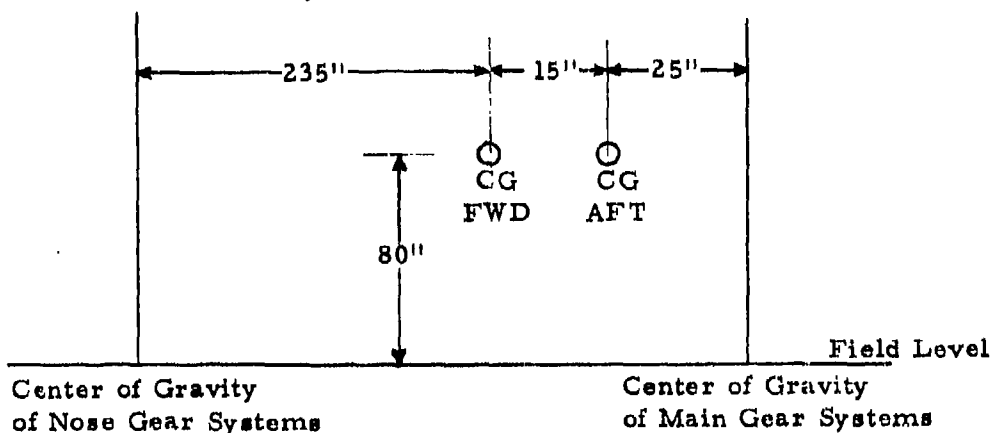 235" 15" 25"
CG CG
FWD AFT
80"
Field Level
Center of Gravity
of Nose Gear Systems
Center of Gravity
of Main Gear Systems